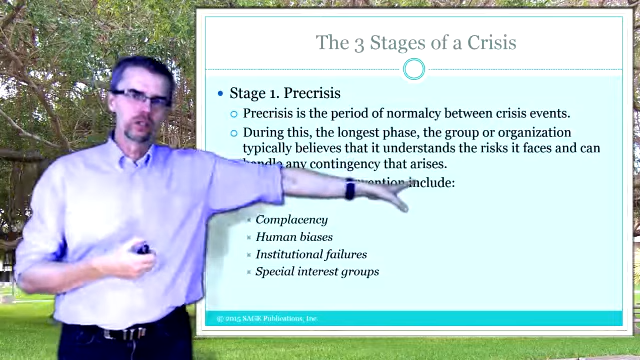 The 3 Stages of a Crisis
Stage 1. Precrisis
Precrisis is the period of normalcy between crisis events.
During this, the longest phase, the group or organization
typically believes that it understands the risks it faces and can
handle any contingency that arises.
include:
Complacency
Human biases
Institutional failures
Special interest groups
© 2015 SAGE Publications, Inc.